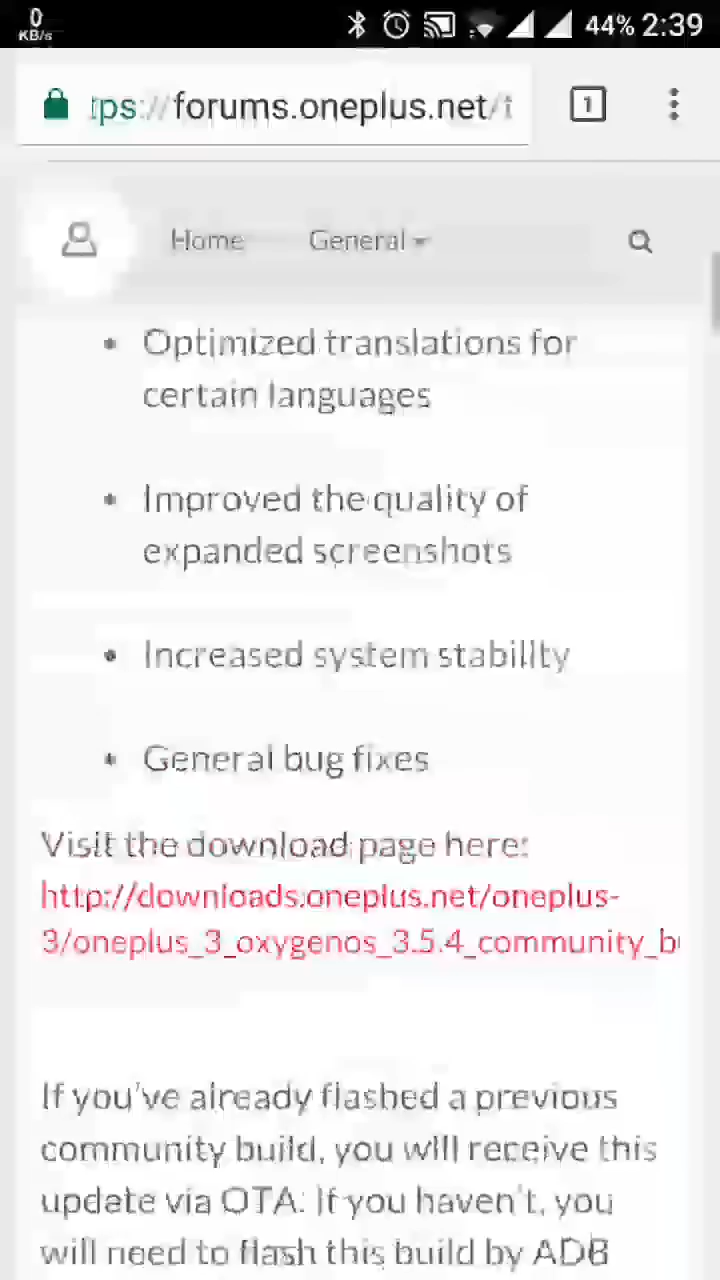 0
KB/s
44% 2:39
tps://forums.oneplus.net/t
1
Home General
Optimized translations for
certain languages
Improved the quality of
expanded screenshots
Increased system stability
General bug fixes
Visit the download page here:
http://downloads.oneplus.net/oneplus-
3/oneplus_3_oxygenos_3.5.4_community_bu
If you've already flashed a previous
community build, you will receive this
update via OTA. If you haven't, you
will need to flash this build by ADB